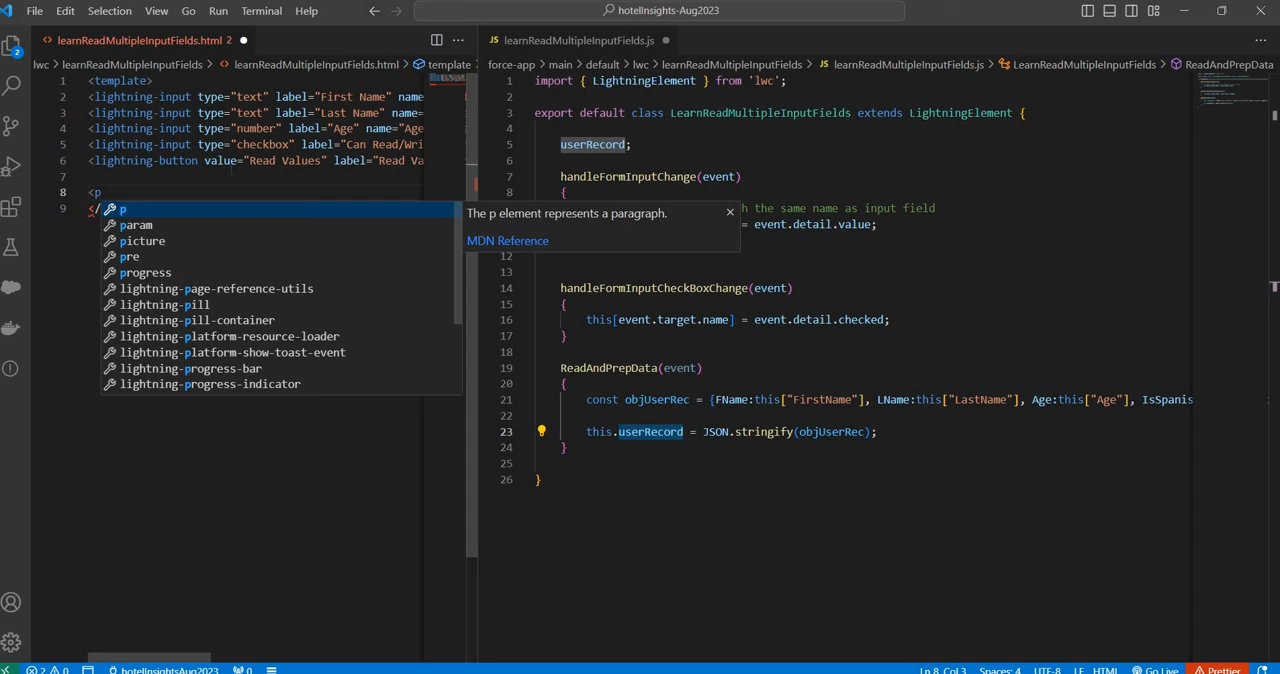 File Edit Selection View Go Run Terminal Help
hotelInsights-Aug2023
learnReadMultipleInputFields.html 2
lwc > learnReadMultipleInputFields > learnReadMultipleInputFields.html > template
1 <template>
2 <lightning-input type="text" label="First Name" name
3 <lightning-input type="text" label="Last Name" name=
4 <lightning-input type="number" label="Age" name="Age
5 <lightning-input type="checkbox" label="Can Read/Wri
6 <lightning-button value="Read Values" label="Read Va
7
8 <p
9 </
p
param
picture
pre
progress
lightning-page-reference-utils
lightning-pill
lightning-pill-container
lightning-platform-resource-loader
lightning-platform-show-toast-event
lightning-progress-bar
lightning-progress-indicator
The p element represents a paragraph.
MDN Reference
learnReadMultipleInputFields.js
force-app > main > default > lwc > learnReadMultipleInputFields > learnReadMultipleInputFields.js > LearnReadMultipleInputFields > ReadAndPrepData
1 import { LightningElement } from 'lwc';
2
3 export default class LearnReadMultipleInputFields extends LightningElement {
4
5 userRecord;
6
7 handleFormInputChange(event)
8 {
h the same name as input field
= event.detail.value;
12
13
14 handleFormInputCheckBoxChange(event)
15 {
16 this[event.target.name] = event.detail.checked;
17 }
18
19 ReadAndPrepData(event)
20 {
21 const objUserRec = {FName:this["FirstName"], LName:this["LastName"], Age:this["Age"], IsSpanis
22
23 this.userRecord = JSON.stringify(objUserRec);
24 }
25
26 }
2
2 0 hotelInsightsAug2023 0 Ln 8, Col 3 Spaces: 4 UTF-8 LF HTML Go Live Prettier